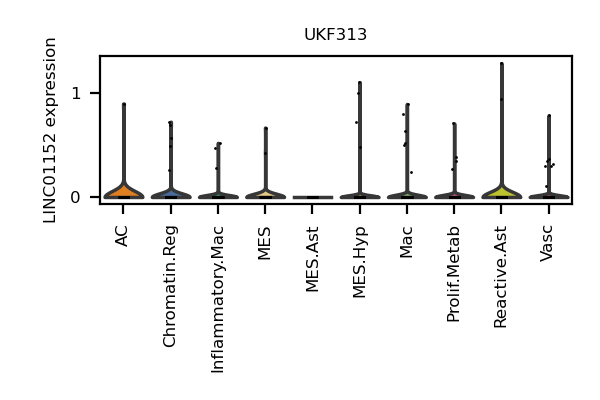 UKF313
LINC01152 expression
1
0
AC
Chromatin.Reg
Inflammatory.Mac
MES
MES.Ast
MES.Hyp
Mac
Prolif.Metab
Reactive.Ast
Vasc